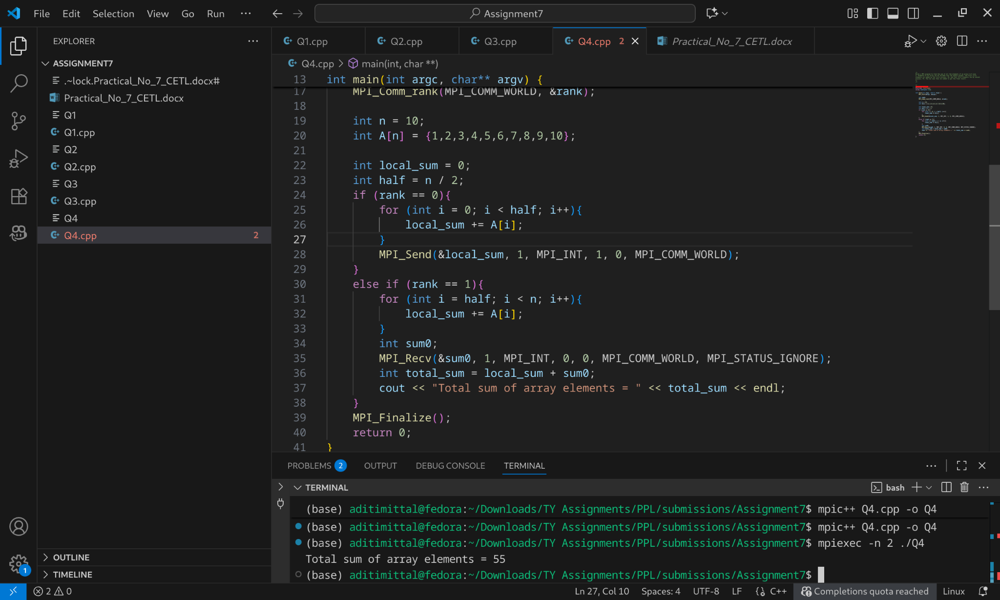 File Edit Selection View Go Run ··· Assignment7
EXPLORER ···
ASSIGNMENT7
.~lock.Practical_No_7_CETL.docx#
Practical_No_7_CETL.docx
Q1
Q1.cpp
Q2
Q2.cpp
Q3
Q3.cpp
Q4
Q4.cpp 2
OUTLINE
TIMELINE
Q1.cpp Q2.cpp Q3.cpp Q4.cpp 2 Practical_No_7_CETL.docx
Q4.cpp > main(int, char **)
13 int main(int argc, char** argv) {
17 MPI_Comm_rank(MPI_COMM_WORLD, &rank);
18
19 int n = 10;
20 int A[n] = {1,2,3,4,5,6,7,8,9,10};
21
22 int local_sum = 0;
23 int half = n / 2;
24 if (rank == 0){
25 for (int i = 0; i < half; i++){
26 local_sum += A[i];
27 }
28 MPI_Send(&local_sum, 1, MPI_INT, 1, 0, MPI_COMM_WORLD);
29 }
30 else if (rank == 1){
31 for (int i = half; i < n; i++){
32 local_sum += A[i];
33 }
34 int sum0;
35 MPI_Recv(&sum0, 1, MPI_INT, 0, 0, MPI_COMM_WORLD, MPI_STATUS_IGNORE);
36 int total_sum = local_sum + sum0;
37 cout << "Total sum of array elements = " << total_sum << endl;
38 }
39 MPI_Finalize();
40 return 0;
41 }
PROBLEMS 2 OUTPUT DEBUG CONSOLE TERMINAL
TERMINAL bash
(base) aditimittal@fedora:~/Downloads/TY Assignments/PPL/submissions/Assignment7$ mpic++ Q4.cpp -o Q4
(base) aditimittal@fedora:~/Downloads/TY Assignments/PPL/submissions/Assignment7$ mpic++ Q4.cpp -o Q4
(base) aditimittal@fedora:~/Downloads/TY Assignments/PPL/submissions/Assignment7$ mpiexec -n 2 ./Q4
Total sum of array elements = 55
(base) aditimittal@fedora:~/Downloads/TY Assignments/PPL/submissions/Assignment7$
1
2 0 Ln 27, Col 10 Spaces: 4 UTF-8 LF {} C++ Completions quota reached Linux